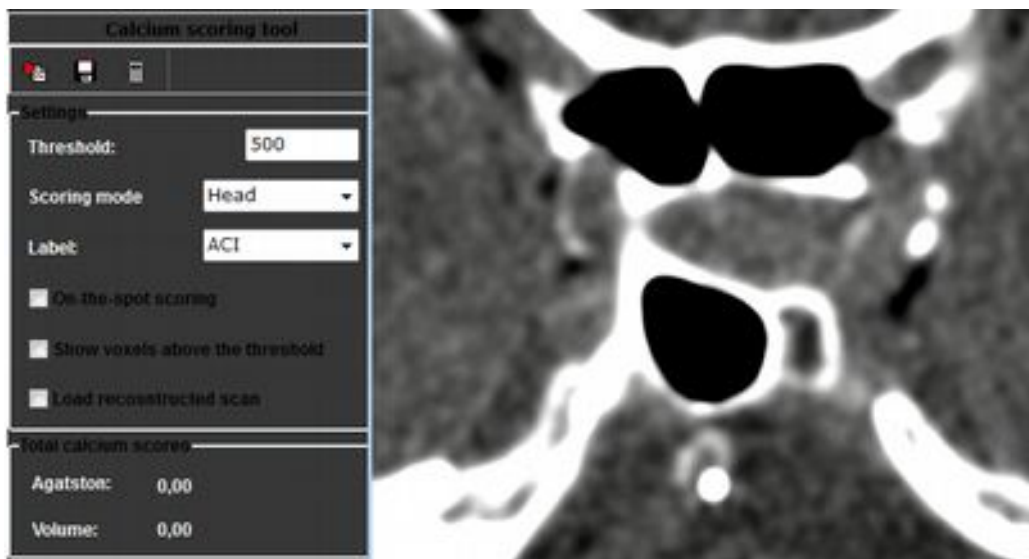 Calcium scoring tool
Settings
Threshold: 500
Scoring mode Head
Label: ACI
On-the-spot scoring
Show voxels above the threshold
Load reconstructed scan
Total calcium scores
Agatston: 0,00
Volume: 0,00